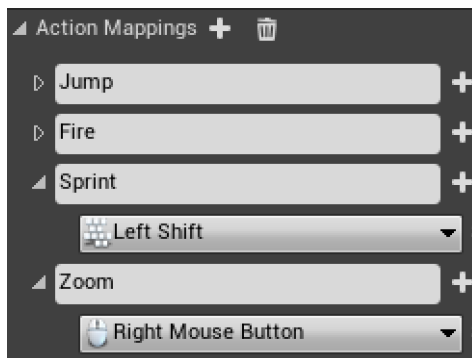 Action Mappings
Jump
Fire
Sprint
Left Shift
Zoom
Right Mouse Button